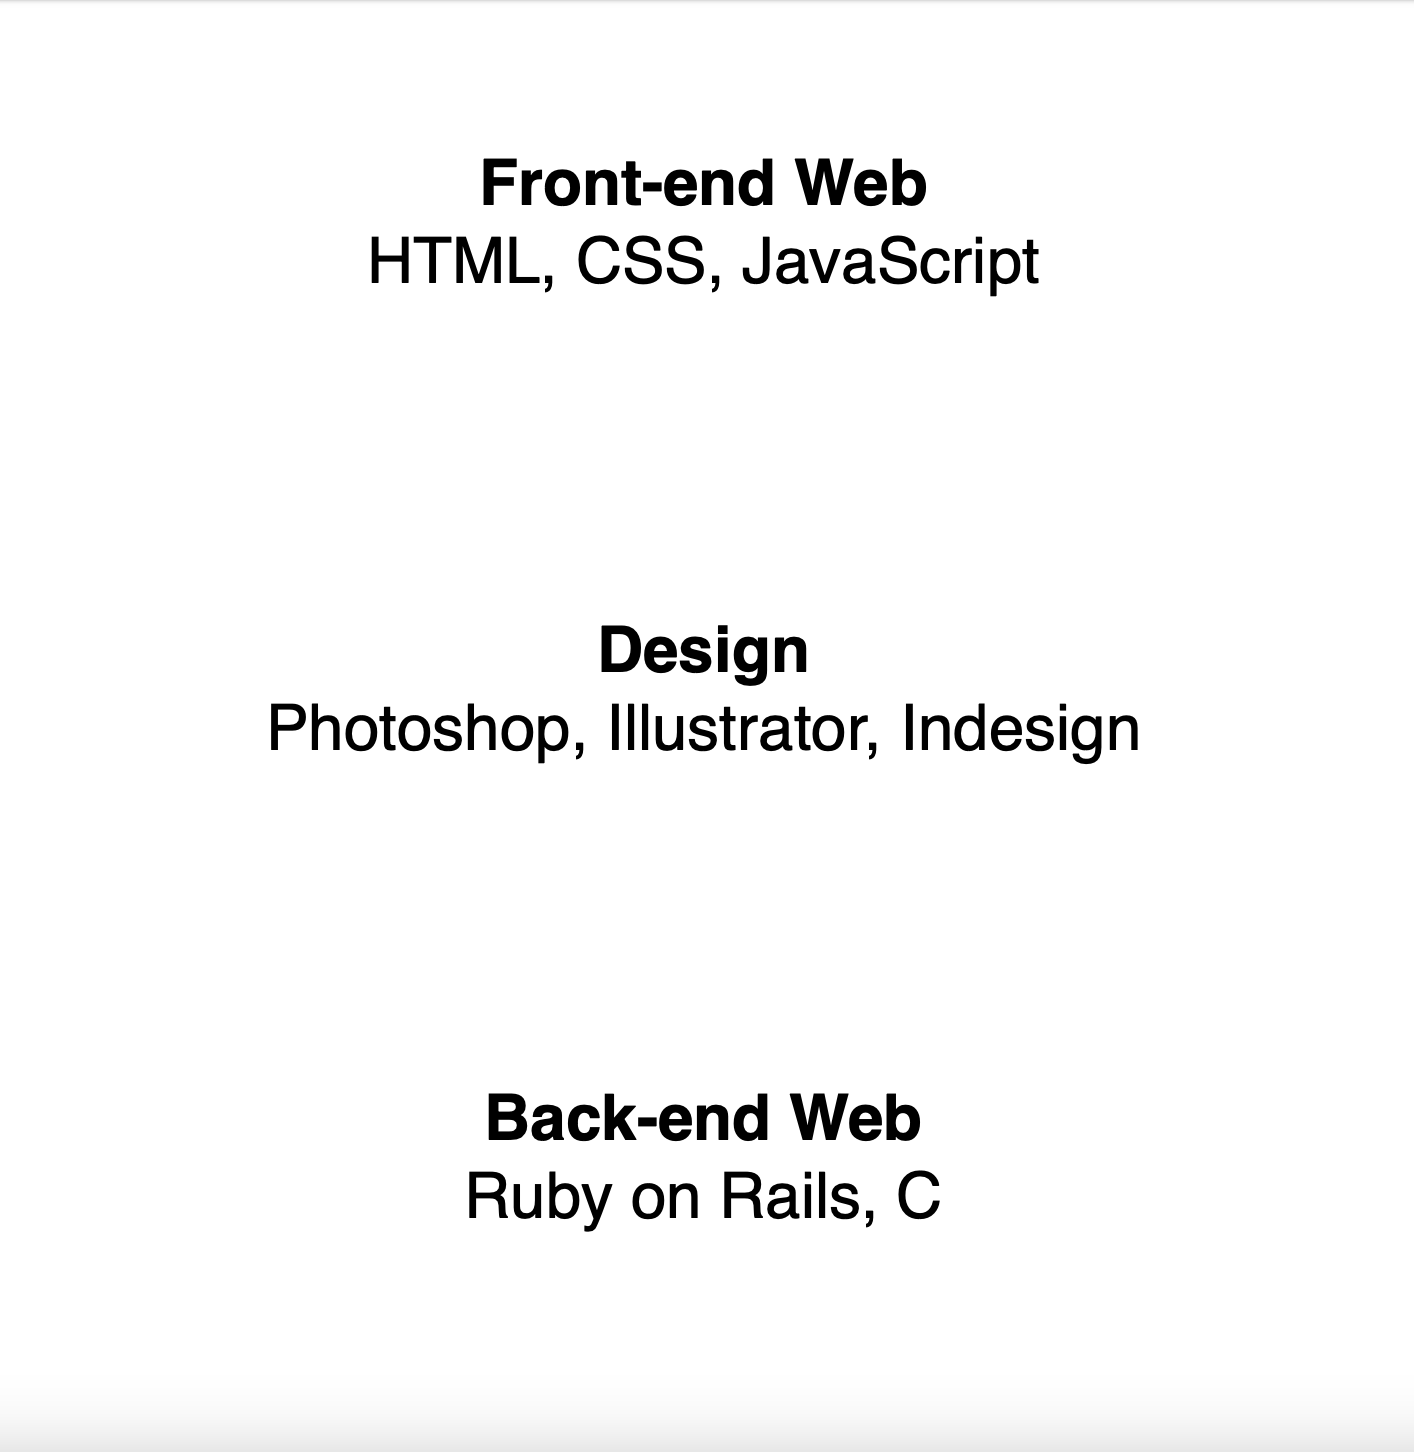 Front-end Web
HTML, CSS, JavaScript
Design
Photoshop, Illustrator, Indesign
Back-end Web
Ruby on Rails, C